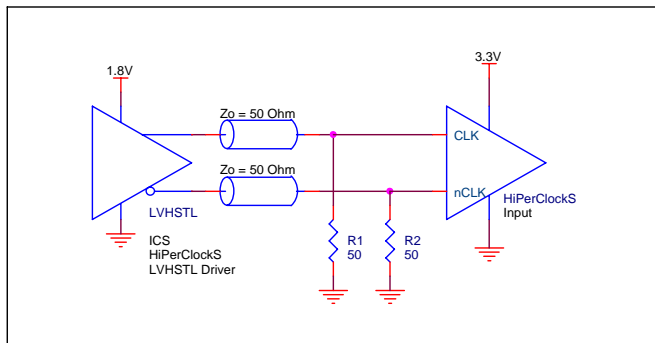 1.8V
3.3V
Zo = 50 Ohm
CLK
Zo = 50 Ohm
nCLK
LVHSTL
HiPerClockS
Input
ICS
HiPerClockS
LVHSTL Driver
R1
50
R2
50